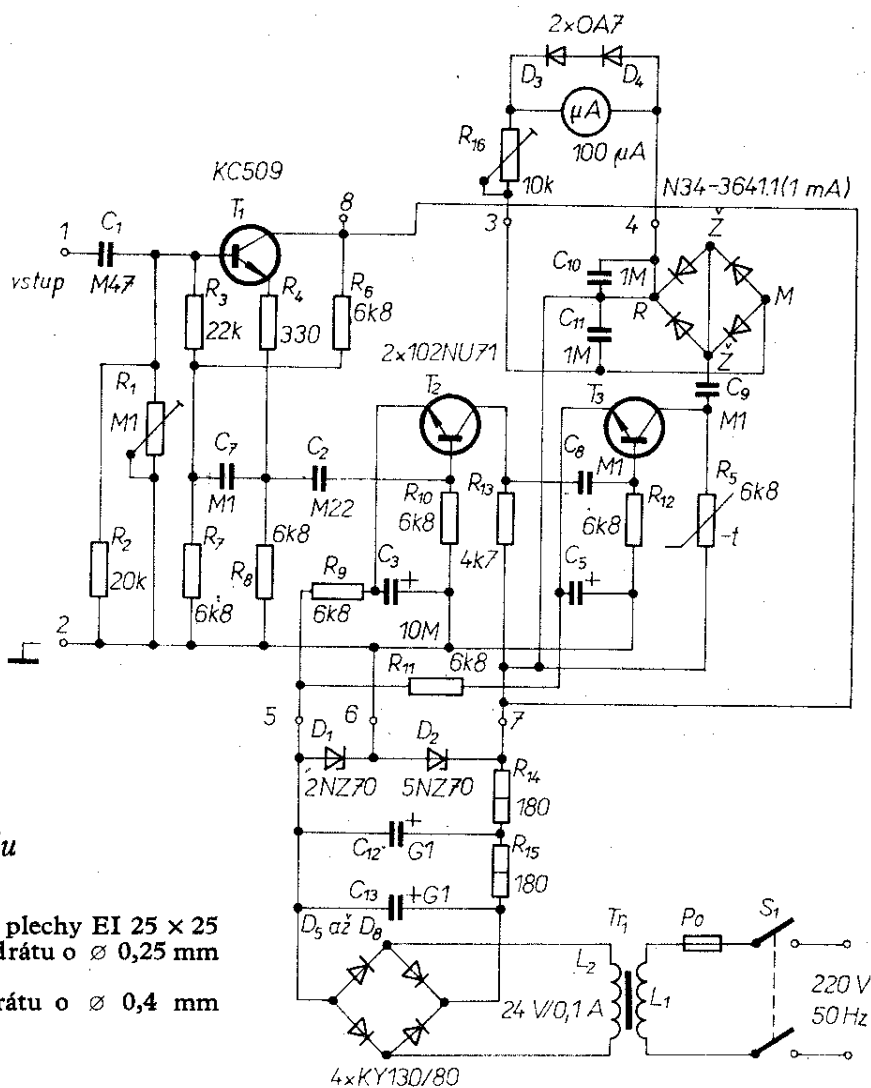 2×OA7
D3
D4
µA
100 µA
R16
10k
N34-3641.1(1 mA)
KC509
T1
8
1
C1
vstup
M47
3
4
Ž
C10
1M
R
M
C11
1M
Ž
R3
22k
R4
330
R6
6k8
2×102NU71
T2
T3
C9
M1
R1
M1
C7
M1
C2
M22
R10
6k8
R13
4k7
C8
M1
R12
6k8
R5
6k8
-t
R2
20k
R7
6k8
6k8
R8
R9
6k8
C3
+
10M
C5
+
2
R11
6k8
5
6
7
D1
2NZ70
D2
5NZ70
R14
180
C12
+
G1
R15
180
C13
+G1
u
plechy EI 25 × 25
drátu o ⌀ 0,25 mm
rátu o ⌀ 0,4 mm
D5 až D8
4×KY130/80
Tr1
L2
24 V/0,1 A
L1
Po
S1
220 V
50 Hz